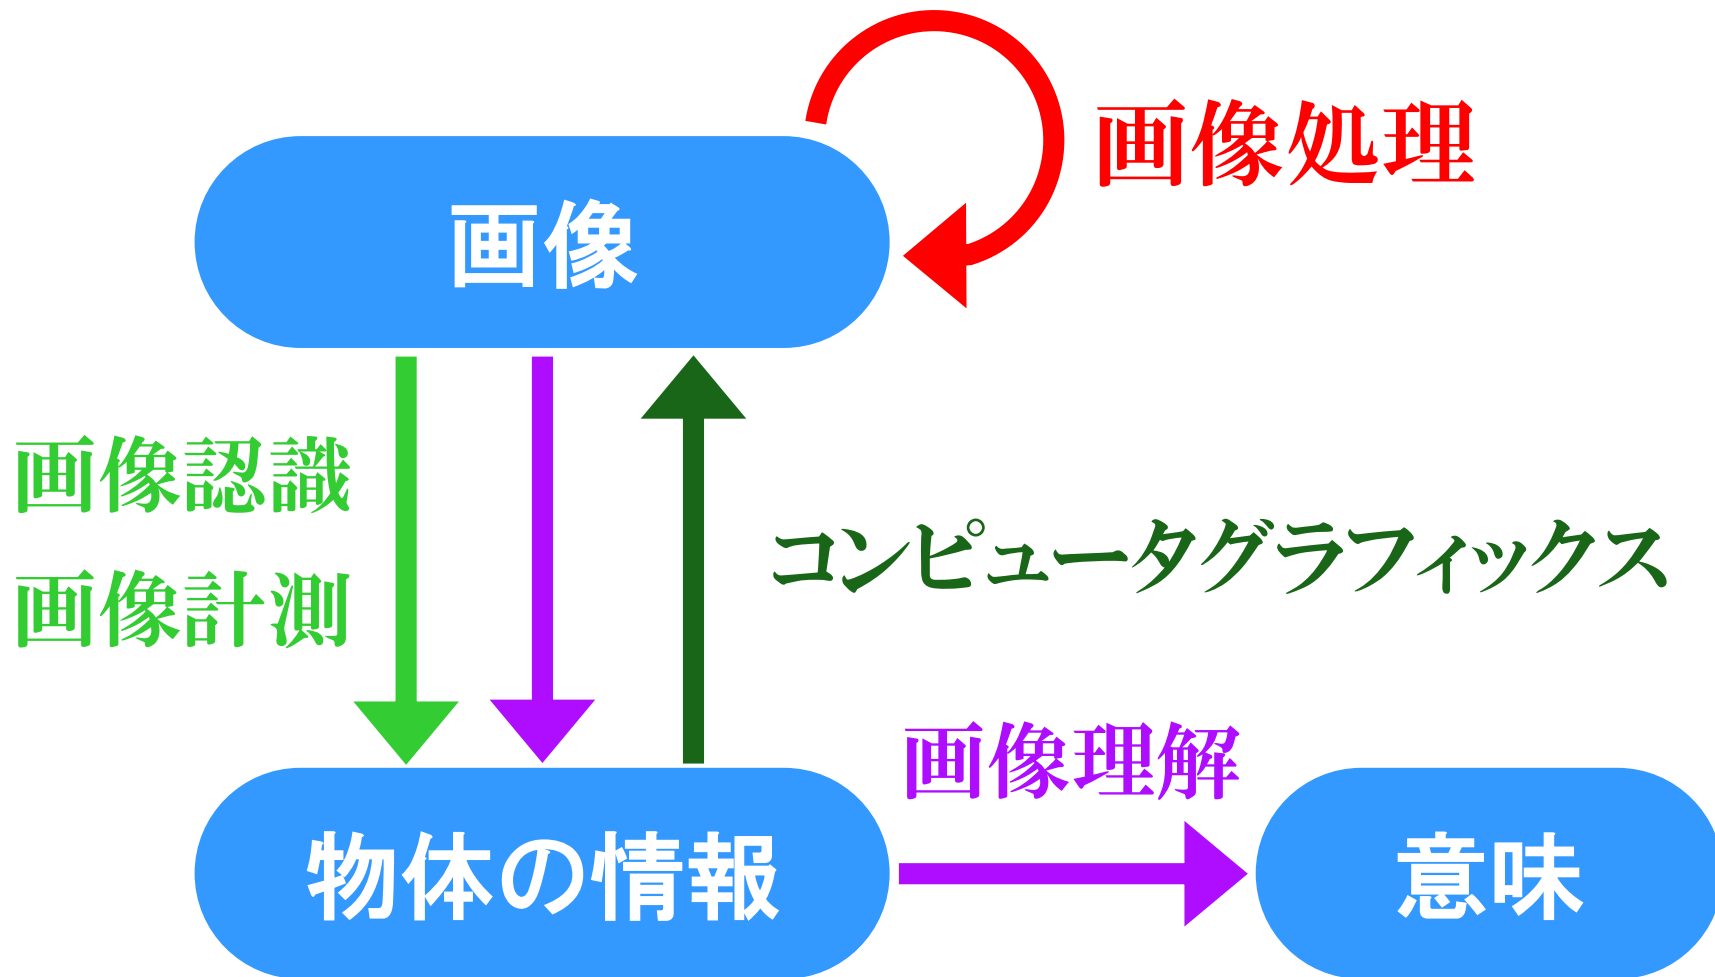 画像処理
画像
画像認識
画像計測
コンピュータグラフィックス
画像理解
物体の情報
意味